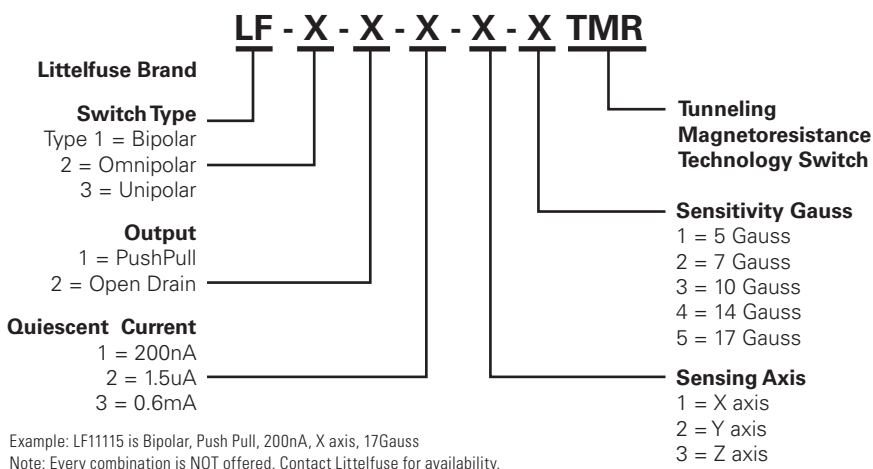 LF - X - X - X - X - X TMR
Littelfuse Brand
Switch Type
Type 1 = Bipolar
2 = Omnipolar
3 = Unipolar
Output
1 = PushPull
2 = Open Drain
Quiescent Current
1 = 200nA
2 = 1.5uA
3 = 0.6mA
Tunneling
Magnetoresistance
Technology Switch
Sensitivity Gauss
1 = 5 Gauss
2 = 7 Gauss
3 = 10 Gauss
4 = 14 Gauss
5 = 17 Gauss
Sensing Axis
1 = X axis
2 = Y axis
3 = Z axis
Example: LF11115 is Bipolar, Push Pull, 200nA, X axis, 17Gauss
Note: Every combination is NOT offered. Contact Littelfuse for availability.